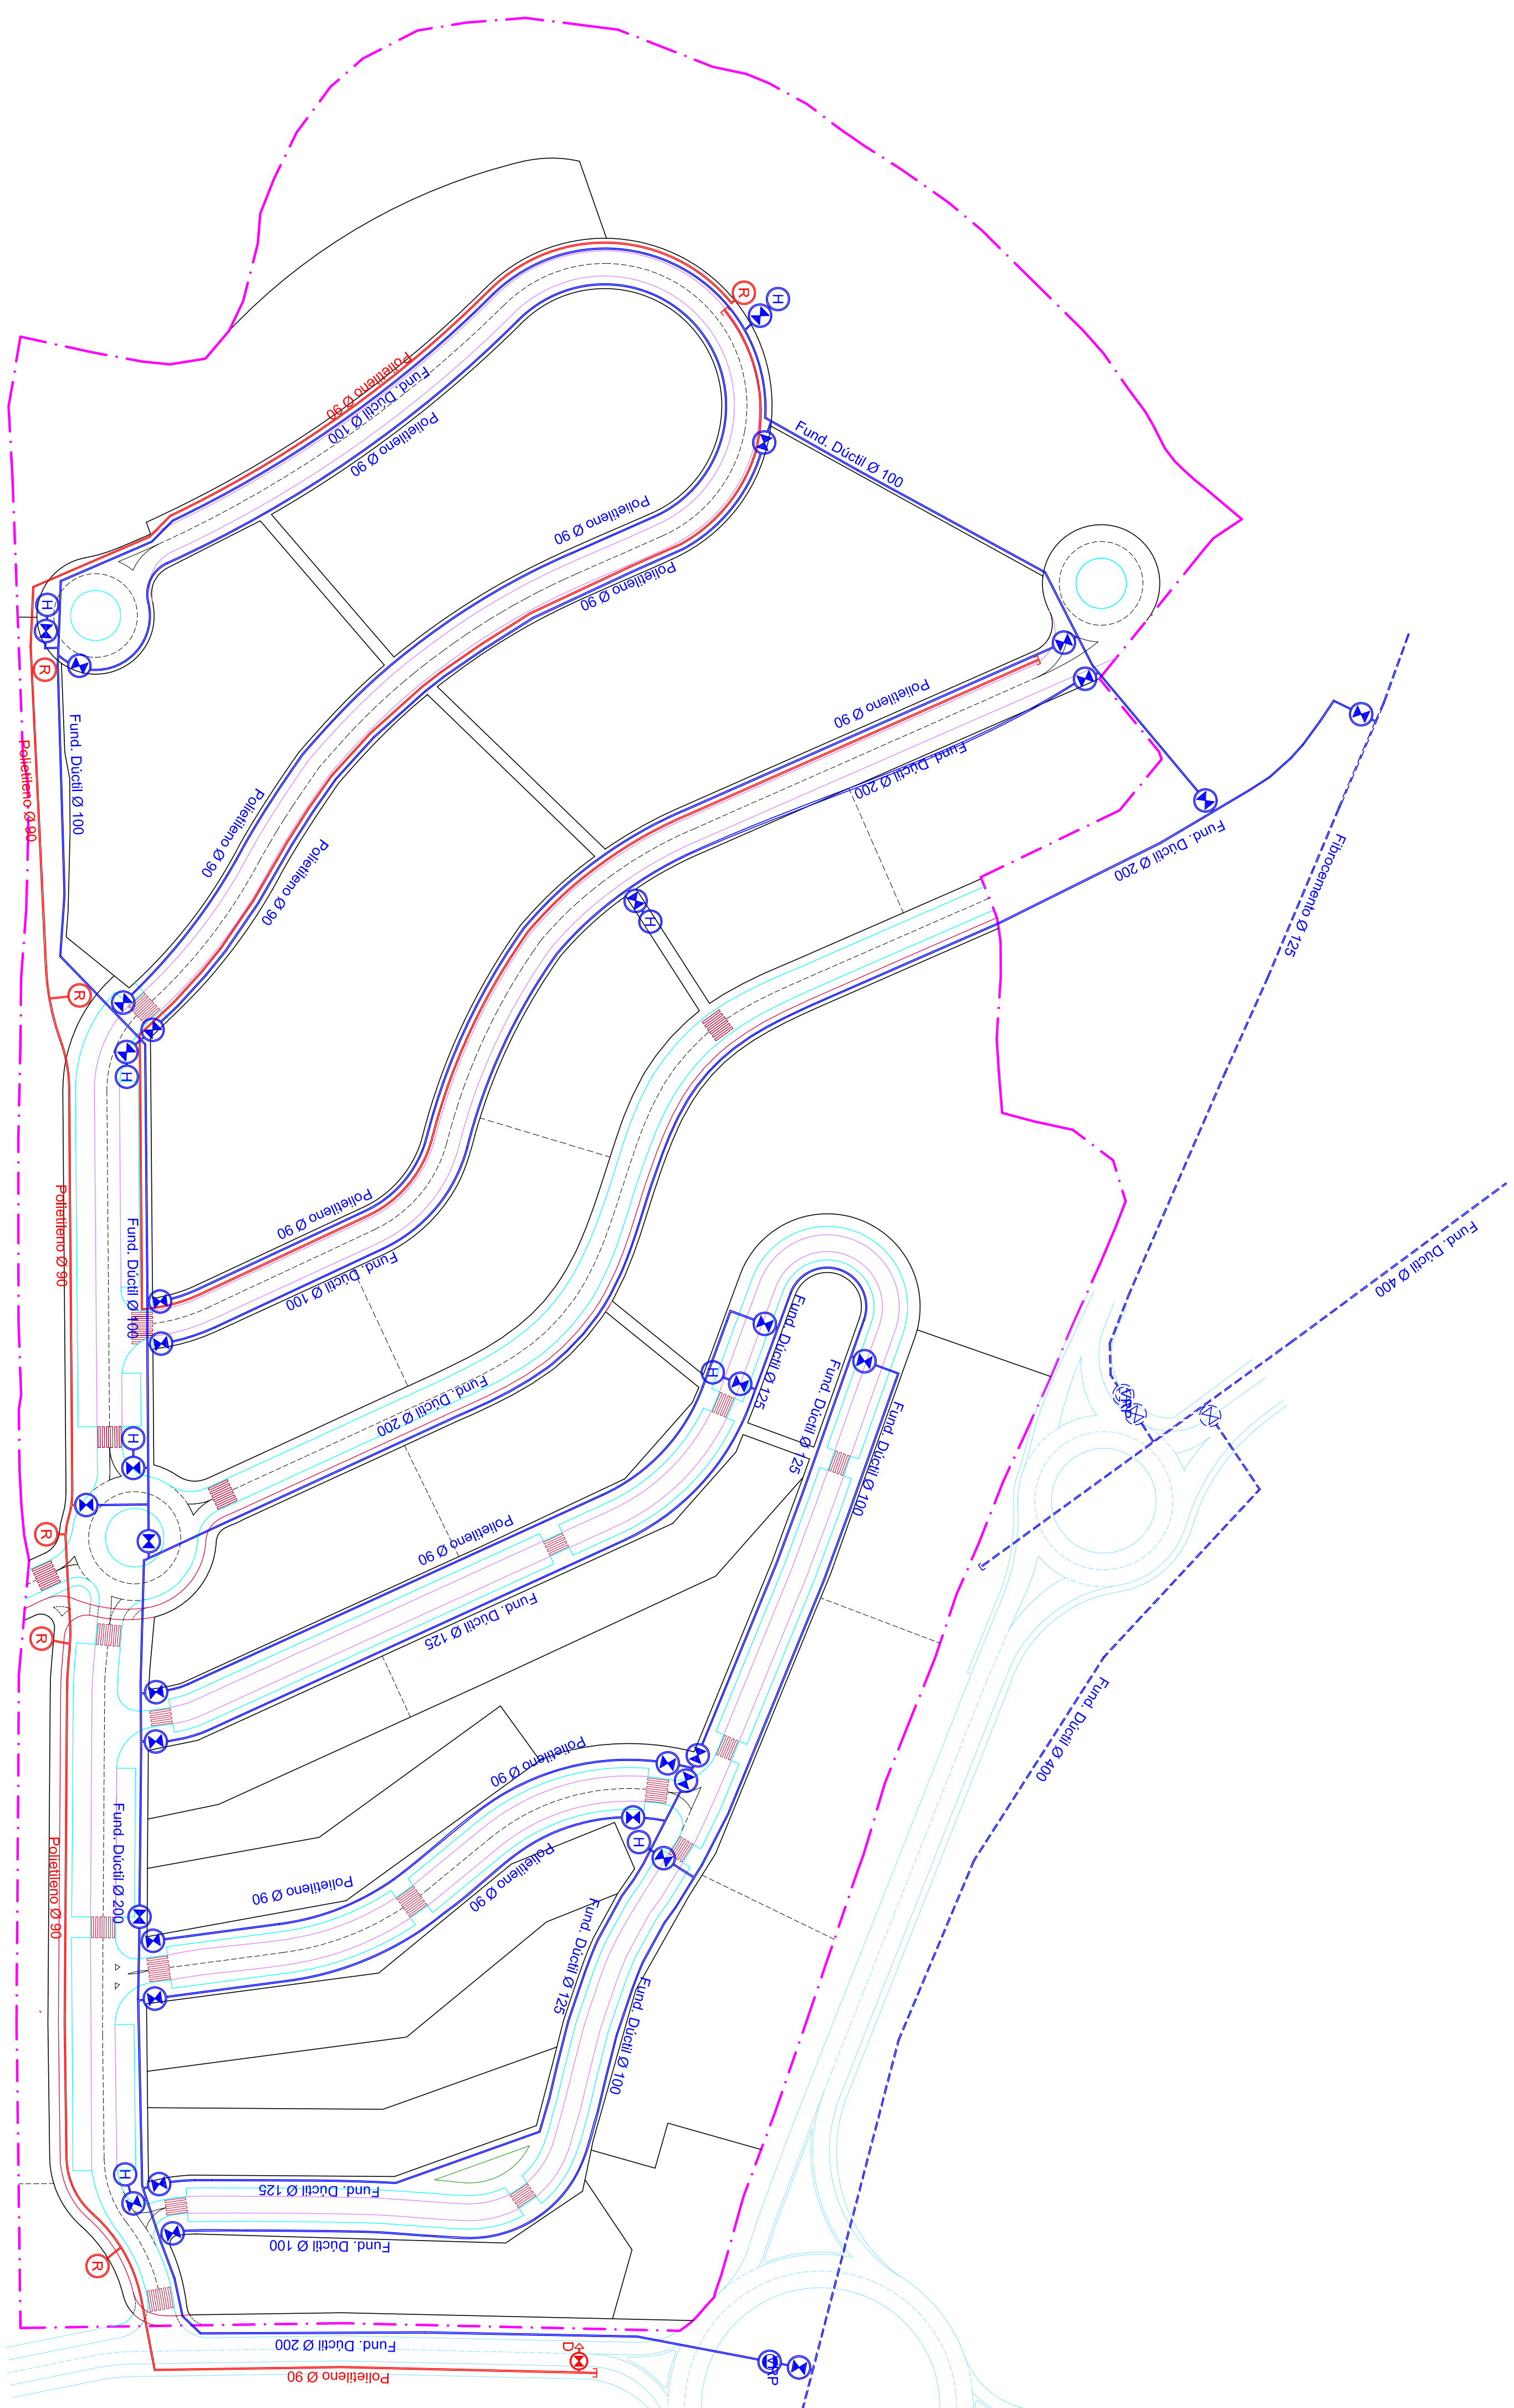 R
H
Polietileno Ø 90
Fund. Dúctil Ø 100
Polietileno Ø 90
Fund. Dúctil Ø 100
Polietileno Ø 90
Polietileno Ø 90
H
R
Polietileno Ø 90
Fund. Dúctil Ø 100
Polietileno Ø 90
Fund. Dúctil Ø 200
Polietileno Ø 90
Polietileno Ø 90
Fund. Dúctil Ø 200
Fibrocemento Ø 125
H
R
H
Polietileno Ø 90
Fund. Dúctil Ø 100
Polietileno Ø 90
Fund. Dúctil Ø 100
Fund. Dúctil Ø 400
Fund. Dúctil Ø 125
H
VRP
Fund. Dúctil Ø 200
Fund. Dúctil Ø 125
Fund. Dúctil Ø 100
H
R
Polietileno Ø 90
Fund. Dúctil Ø 125
R
Fund. Dúctil Ø 400
Polietileno Ø 90
Fund. Dúctil Ø 200
Polietileno Ø 90
H
Polietileno Ø 90
Polietileno Ø 90
Fund. Dúctil Ø 125
Fund. Dúctil Ø 100
H
Fund. Dúctil Ø 125
Fund. Dúctil Ø 100
R
Fund. Dúctil Ø 200
D
VRP
Polietileno Ø 90